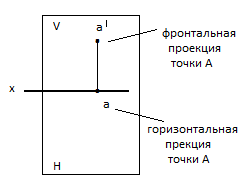 V
a'
фронтальная
проекция
точки А
x
a
горизонтальная
прекция
точки А
H